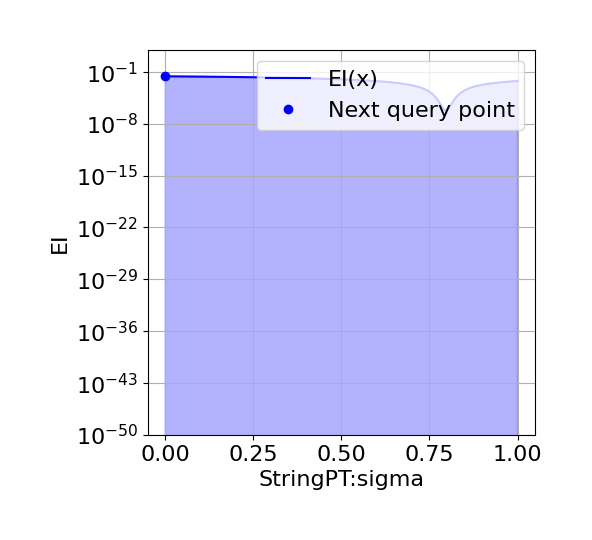 EI(x)
Next query point
10⁻¹
10⁻⁸
10⁻¹⁵
10⁻²²
10⁻²⁹
10⁻³⁶
10⁻⁴³
10⁻⁵⁰
EI
0.00 0.25 0.50 0.75 1.00
StringPT:sigma